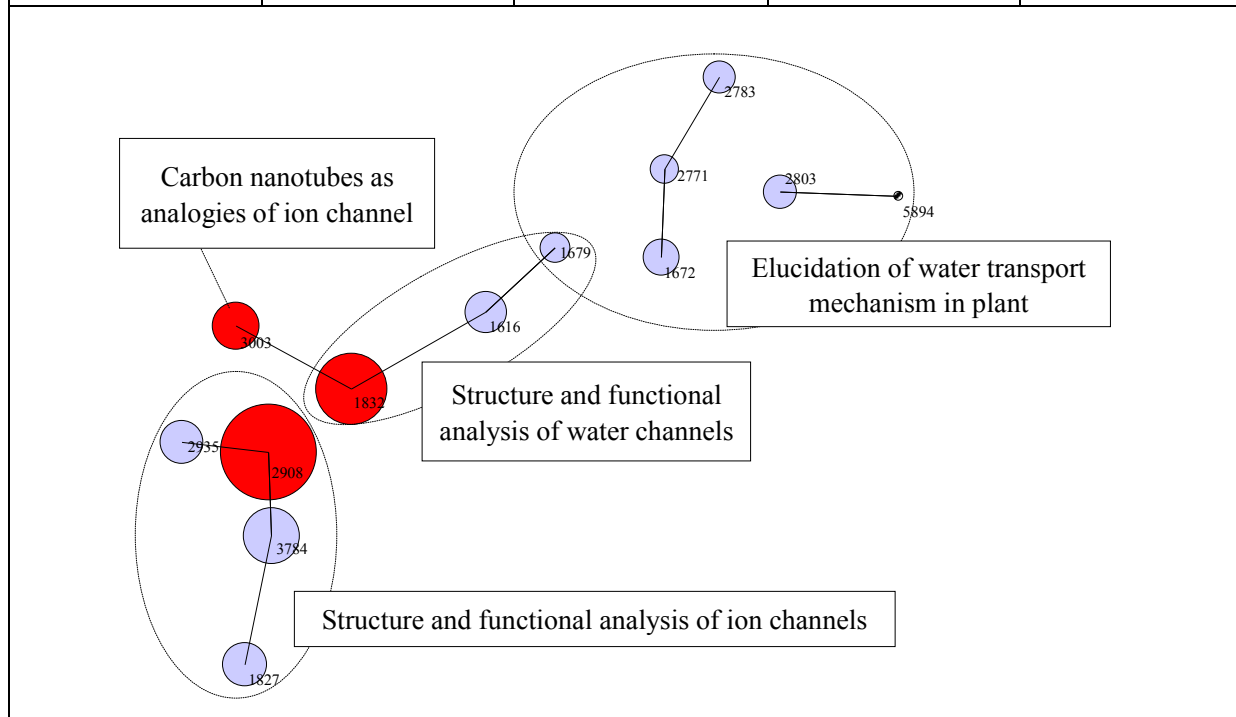 2783
2771
2803
5894
1672
Carbon nanotubes as
analogies of ion channel
1679
Elucidation of water transport
mechanism in plant
1616
3003
1832
Structure and functional
analysis of water channels
2935
2908
3784
Structure and functional analysis of ion channels
1827